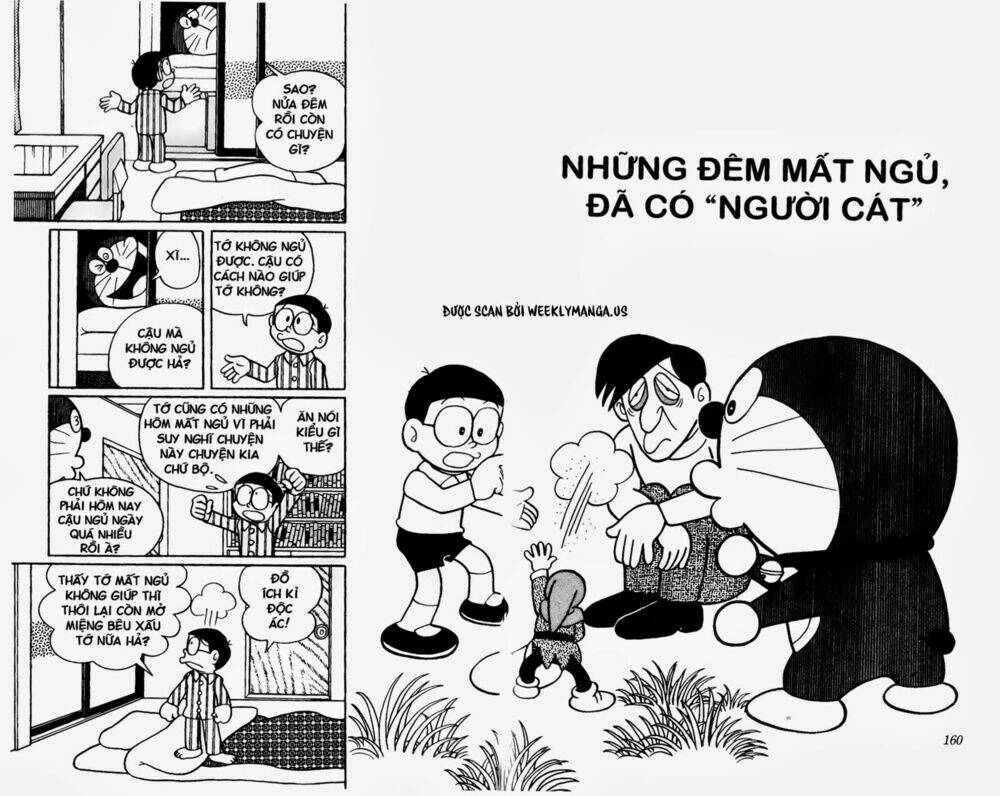 NHỮNG ĐÊM MẤT NGỦ,
ĐÃ CÓ “NGƯỜI CÁT”
ĐƯỢC SCAN BỞI WEEKLYMANGA.US
160
SAO?
NỬA ĐÊM
RỒI CÒN
CÓ CHUYỆN
GÌ?
TỚ KHÔNG NGỦ
ĐƯỢC. CẬU CÓ
CÁCH NÀO GIÚP
TỚ KHÔNG?
XÌ...
CẬU MÀ
KHÔNG NGỦ
ĐƯỢC HẢ?
ĂN NÓI
KIỂU GÌ
THẾ?
TỚ CŨNG CÓ NHỮNG
HÔM MẤT NGỦ VÌ PHẢI
SUY NGHĨ CHUYỆN
NÀY CHUYỆN KIA
CHỨ BỘ.
CHỨ KHÔNG
PHẢI HÔM NAY
CẬU NGỦ NGÀY
QUÁ NHIỀU
RỒI À?
ĐỒ
ÍCH KỈ
ĐỘC
ÁC!
THẤY TỚ MẤT NGỦ
KHÔNG GIÚP THÌ
THÔI LẠI CÒN MỞ
MIỆNG BÊU XẤU
TỚ NỮA HẢ?